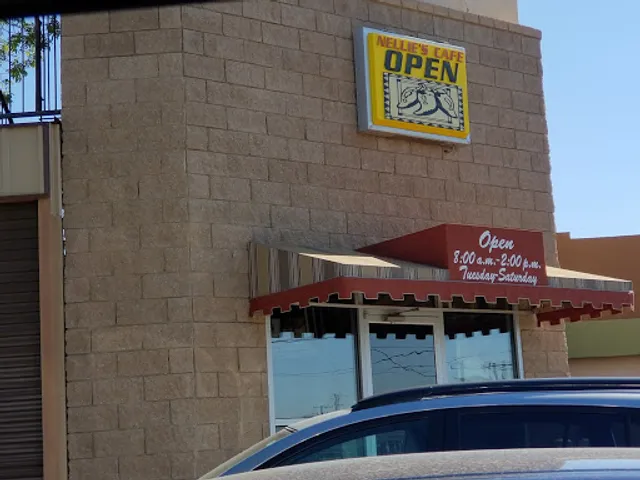 NELLIE'S CAFE
OPEN
Open
8:00 a.m.-2:00 p.m.
Tuesday-Saturday